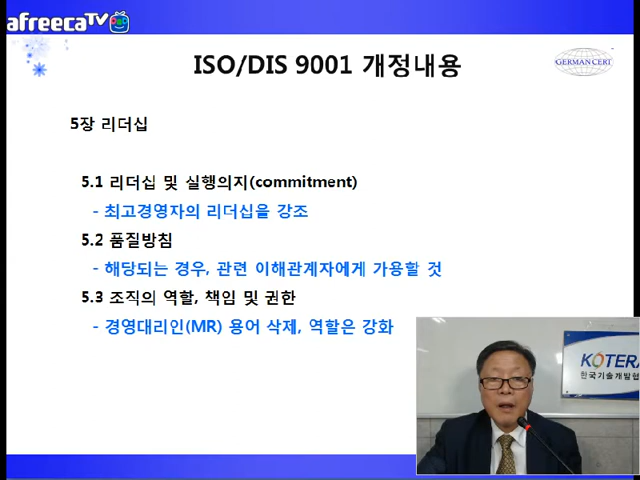 afreecaTV
ISO/DIS 9001 개정내용
GERMAN CERT
5장 리더십
5.1 리더십 및 실행의지(commitment)
- 최고경영자의 리더십을 강조
5.2 품질방침
- 해당되는 경우, 관련 이해관계자에게 가용할 것
5.3 조직의 역할, 책임 및 권한
- 경영대리인(MR) 용어 삭제, 역할은 강화
KOTERA
한국기술개발협